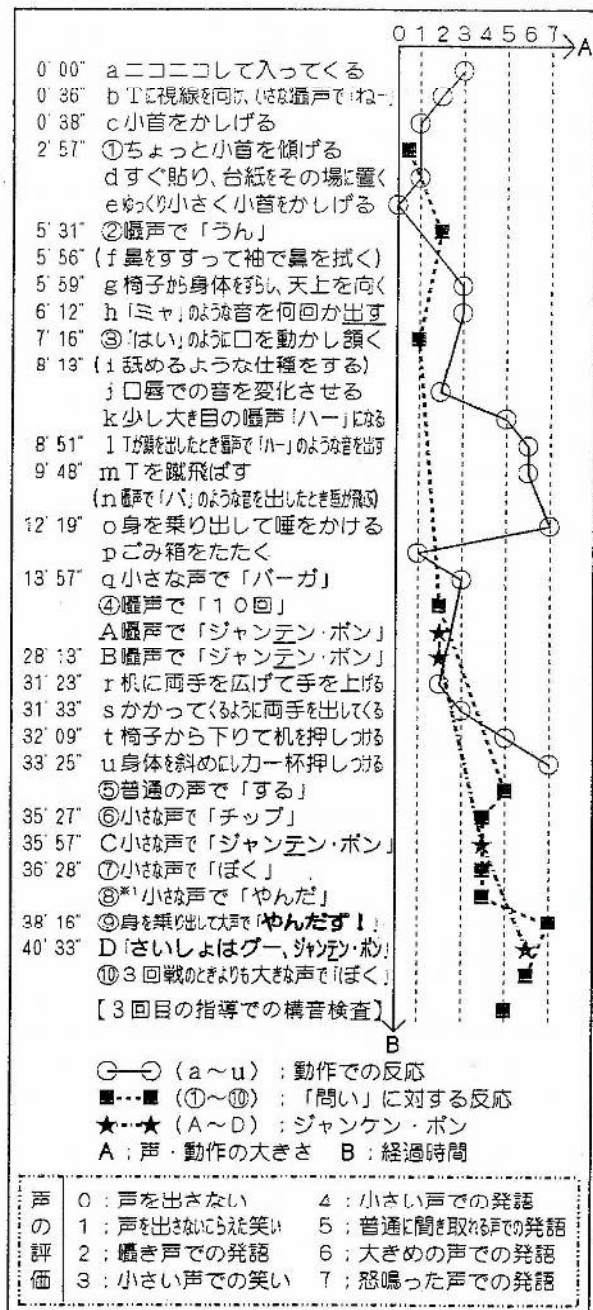 0 1 2 3 4 5 6 7
A
0'00" aニコニコして入ってくる
0'36" bTに視線を向け、小さな囁声で「ねー」
0'38" c小首をかしげる
2'57" ①ちょっと小首を傾げる
dすぐ貼り、台紙をその場に置く
eゆっくり小さく小首をかしげる
5'31" ②囁声で「うん」
5'56" (f鼻をすすって袖で鼻を拭く)
5'59" g椅子から身体をずらし、天上を向く
6'12" h「ミャ」のような音を何回か出す
7'16" ③「はい」のように口を動かし頷く
8'13" (i舐めるような仕種をする)
j口唇での音を変化させる
k少し大き目の囁声「ハー」になる
8'51" lTが顔を出したとき囁声で「ハー」のような音を出す
9'48" mTを蹴飛ばす
(n囁声で「バ」のような音を出したとき唾が飛ぶ)
12'19" o身を乗り出して唾をかける
pごみ箱をたたく
13'57" q小さな声で「バーガ」
④囁声で「10回」
A囁声で「ジャンテン・ポン」
28'13" B囁声で「ジャンテン・ポン」
31'23" r机に両手を広げて手を上げる
31'33" sかかってくるように両手を出してくる
32'09" t椅子から下りて机を押しつける
33'25" u身体を斜めにし力一杯押しつける
⑤普通の声で「する」
35'27" ⑥小さな声で「チップ」
35'57" C小さな声で「ジャンテン・ポン」
36'28" ⑦小さな声で「ぼく」
⑧※1小さな声で「やんだ」
38'16" ⑨身を乗り出して大声で「やんだず！」
40'33" D「さいしょはグー、ジャンテン・ポン」
⑩3回戦のときよりも大きな声で「ぼく」
【3回目の指導での構音検査】
B
○─○（a～u）；動作での反応
■---■（①～⑩）；「問い」に対する反応
★-･-★（A～D）；ジャンケン・ポン
A；声・動作の大きさ B；経過時間
声の評価
0；声を出さない 4；小さい声での発語
1；声を出さないこらえた笑い 5；普通に聞き取れる声での発語
2；囁き声での発語 6；大きめの声での発語
3；小さい声での笑い 7；怒鳴った声での発語